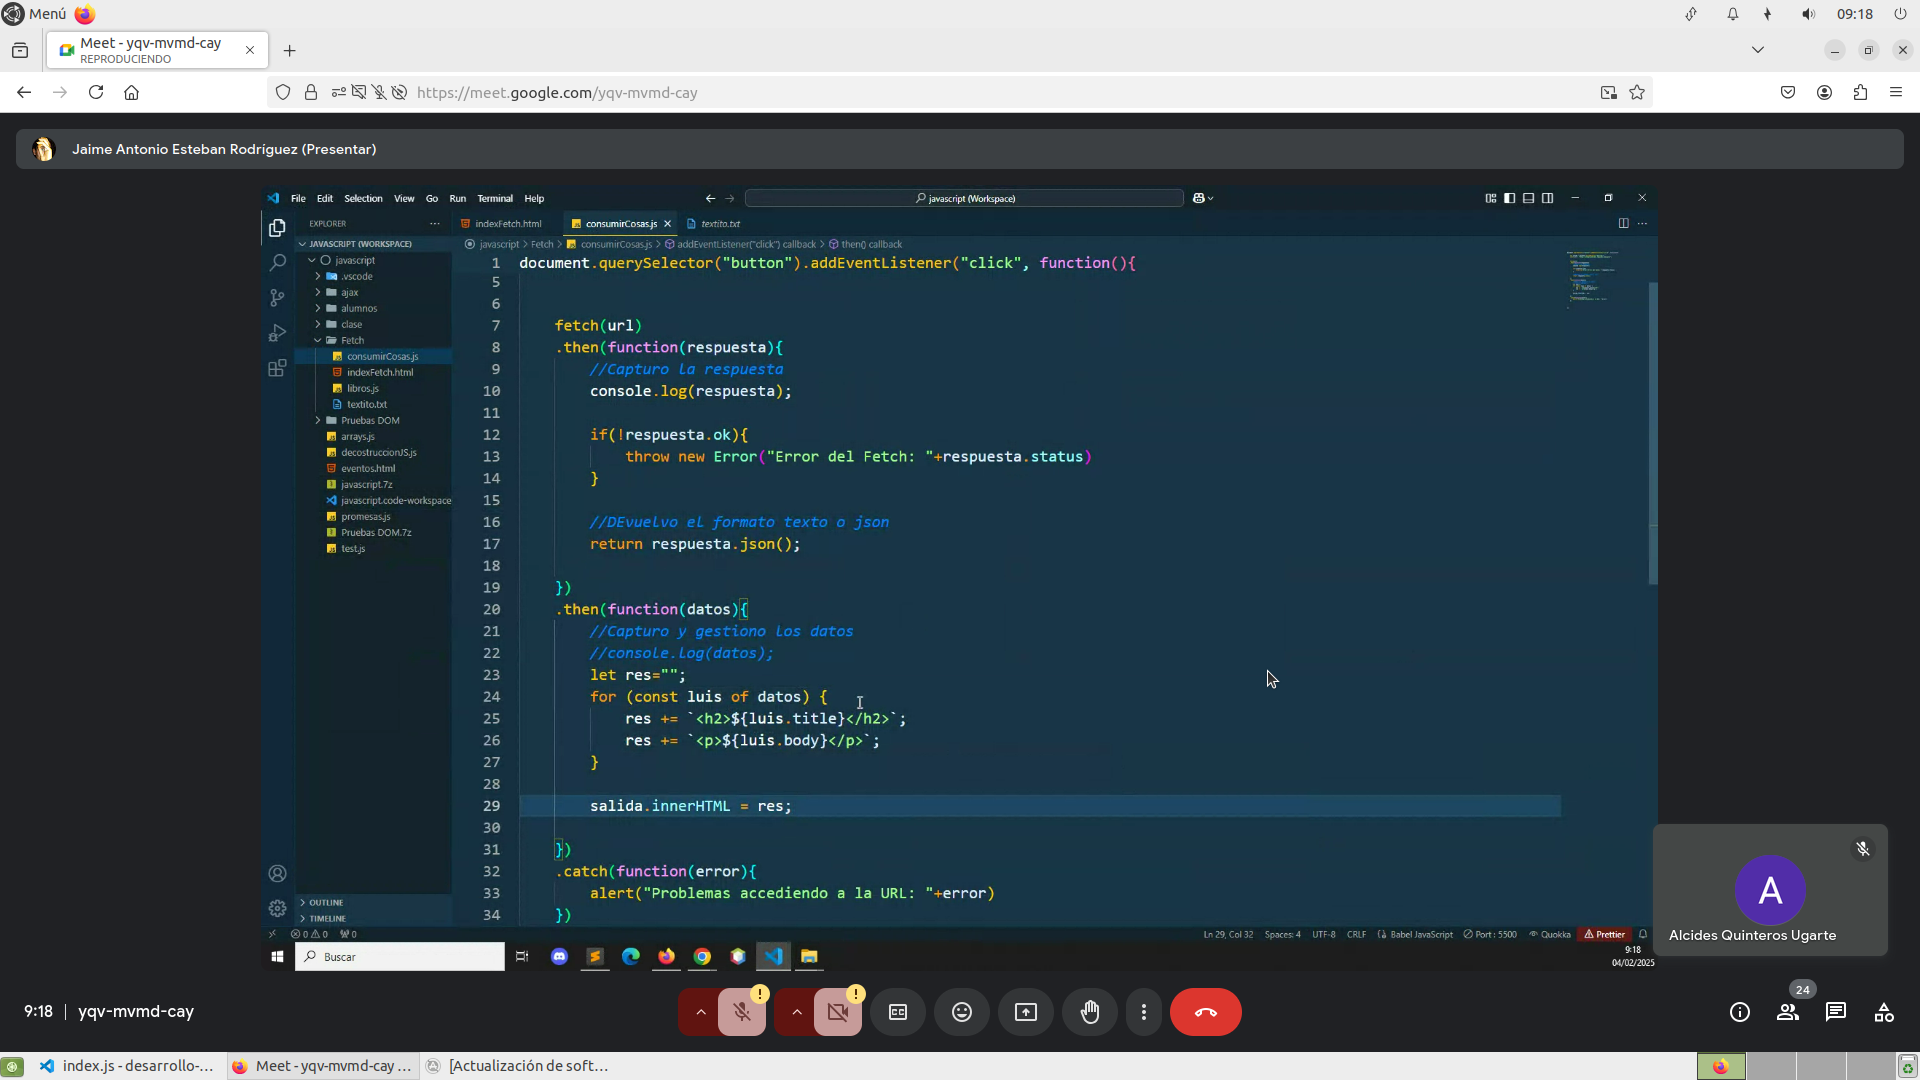 Menú
09:18
Meet - yqv-mvmd-cay
REPRODUCIENDO
https://meet.google.com/yqv-mvmd-cay
Jaime Antonio Esteban Rodríguez (Presentar)
File Edit Selection View Go Run Terminal Help
javascript (Workspace)
EXPLORER
indexFetch.html
consumirCosas.js
textito.txt
JAVASCRIPT (WORKSPACE)
javascript > Fetch > consumirCosas.js > addEventListener("click") callback > then() callback
javascript
.vscode
ajax
alumnos
clase
Fetch
consumirCosas.js
indexFetch.html
libros.js
textito.txt
Pruebas DOM
arrays.js
decostruccionJS.js
eventos.html
javascript.7z
javascript.code-workspace
promesas.js
Pruebas DOM.7z
test.js
OUTLINE
TIMELINE
1 document.querySelector("button").addEventListener("click", function(){
5
6
7 fetch(url)
8 .then(function(respuesta){
9 //Capturo la respuesta
10 console.log(respuesta);
11
12 if(!respuesta.ok){
13 throw new Error("Error del Fetch: "+respuesta.status)
14 }
15
16 //DEvuelvo el formato texto o json
17 return respuesta.json();
18
19 })
20 .then(function(datos){
21 //Capturo y gestiono los datos
22 //console.log(datos);
23 let res="";
24 for (const luis of datos) {
25 res += `<h2>${luis.title}</h2>`;
26 res += `<p>${luis.body}</p>`;
27 }
28
29 salida.innerHTML = res;
30
31 })
32 .catch(function(error){
33 alert("Problemas accediendo a la URL: "+error)
34 })
0 0 0
Ln 29, Col 32 Spaces: 4 UTF-8 CRLF Babel JavaScript Port : 5500 Quokka Prettier
Buscar
9:18
04/02/2025
A
Alcides Quinteros Ugarte
9:18 | yqv-mvmd-cay
24
index.js - desarrollo-...
Meet - yqv-mvmd-cay ...
[Actualización de soft...